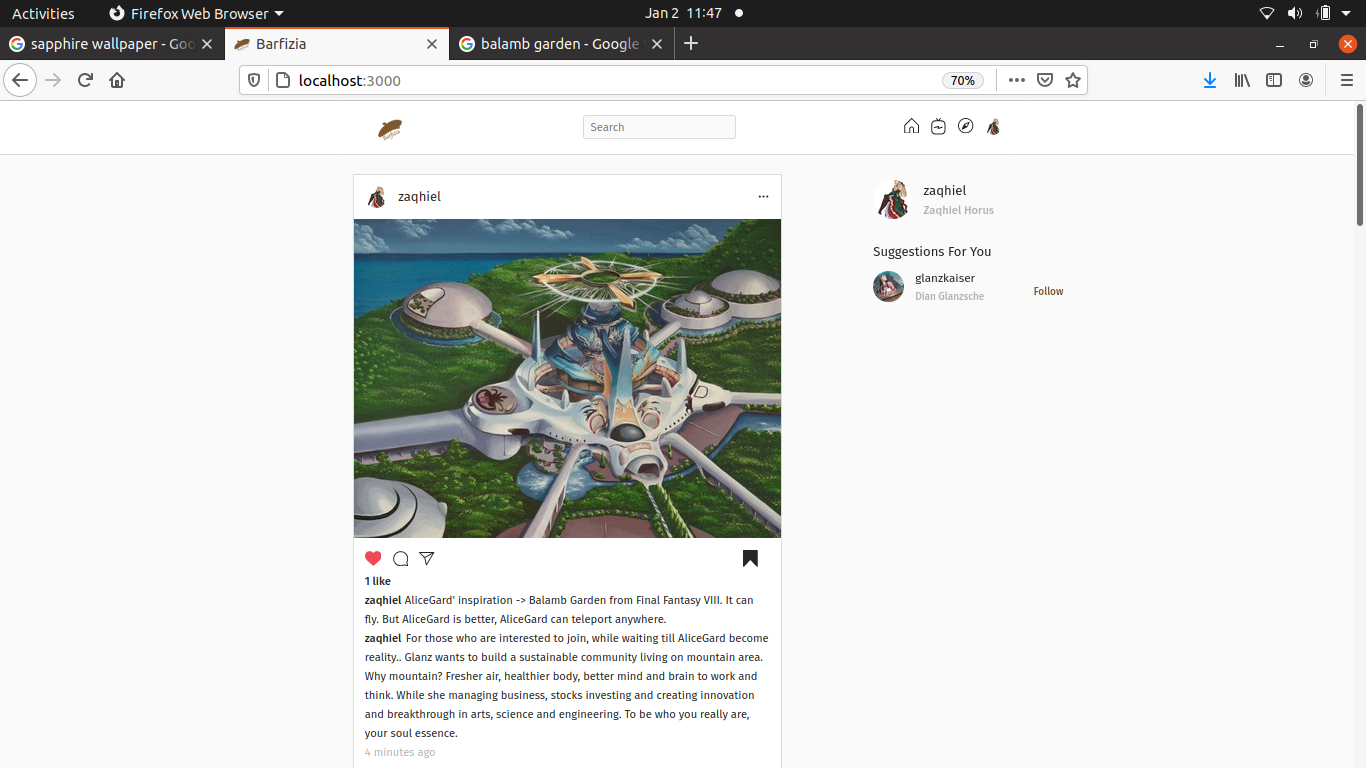 Activities
Firefox Web Browser
Jan 2 11:47
sapphire wallpaper - Goo
Barfizia
balamb garden - Google
localhost:3000
70%
Barfizia
Search
zaqhiel
zaqhiel
Zaqhiel Horus
Suggestions For You
glanzkaiser
Dian Glanzsche
Follow
1 like
zaqhiel AliceGard' inspiration -> Balamb Garden from Final Fantasy VIII. It can
fly. But AliceGard is better, AliceGard can teleport anywhere.
zaqhiel For those who are interested to join, while waiting till AliceGard become
reality.. Glanz wants to build a sustainable community living on mountain area.
Why mountain? Fresher air, healthier body, better mind and brain to work and
think. While she managing business, stocks investing and creating innovation
and breakthrough in arts, science and engineering. To be who you really are,
your soul essence.
4 minutes ago